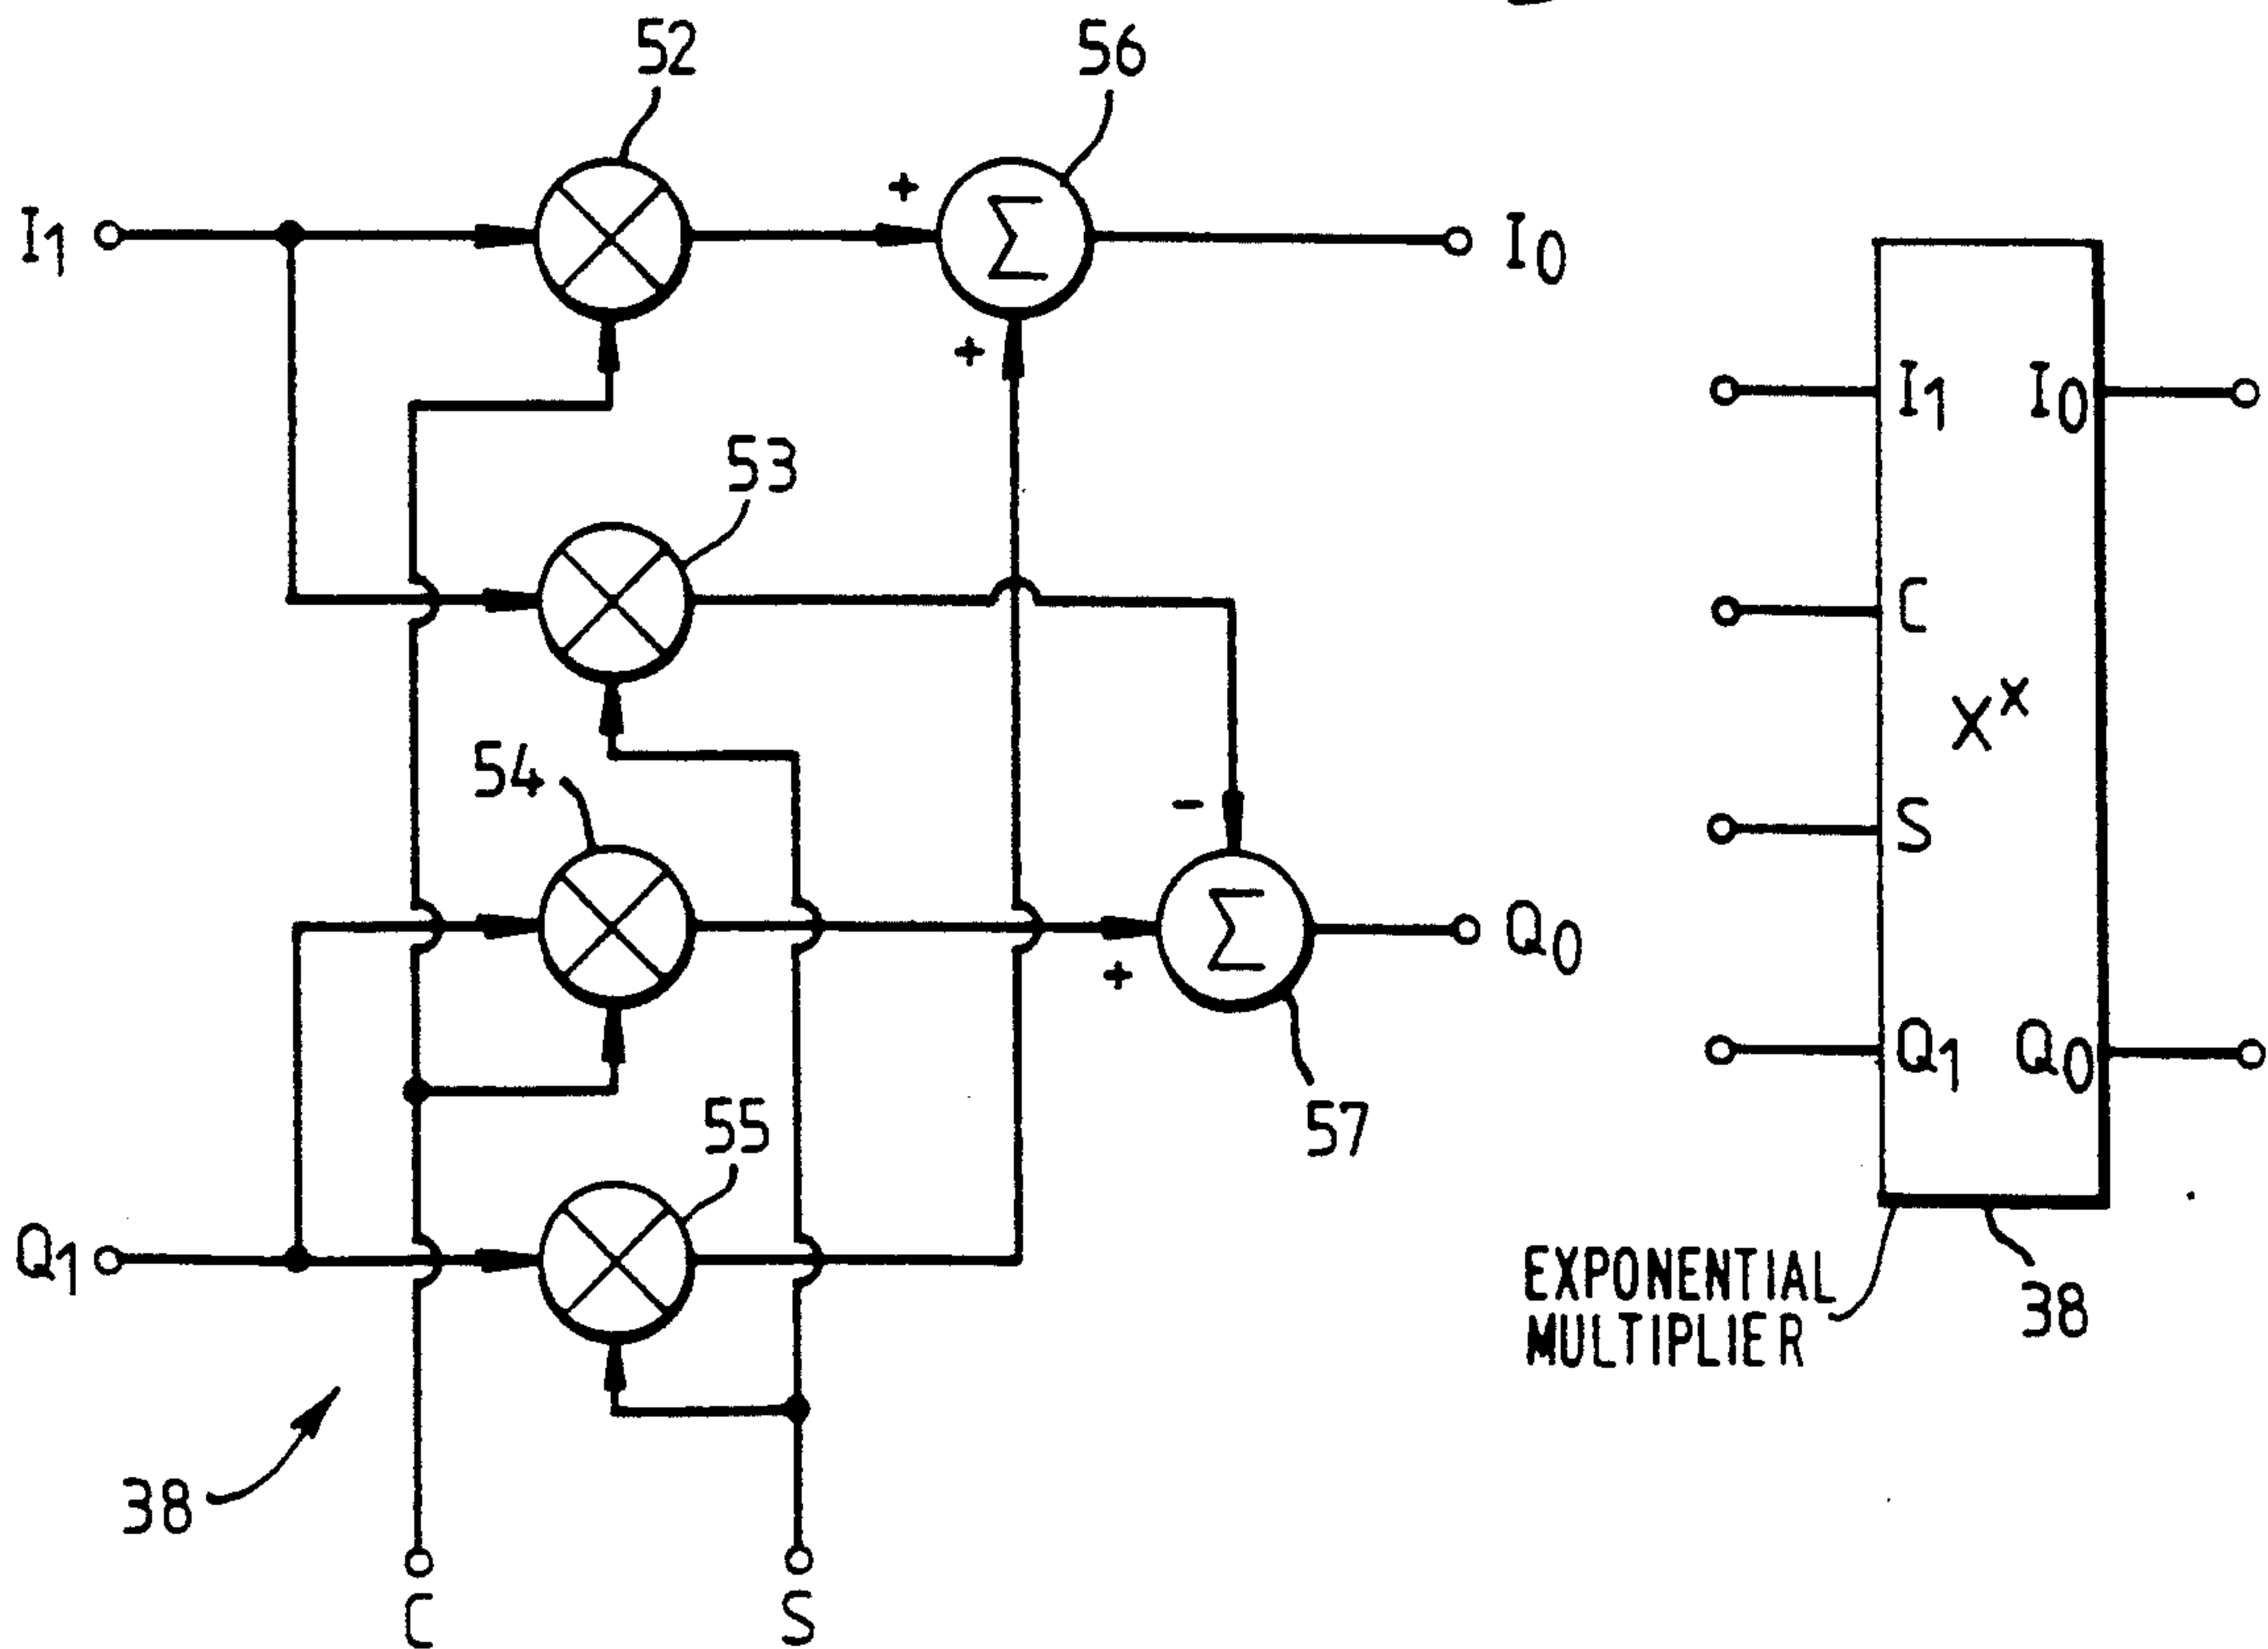 52
56
I1
+
Σ
I0
+
53
I1
I0
C
54
X^x
-
S
Σ
Q0
+
Q1
Q0
55
57
Q1
EXPONENTIAL
MULTIPLIER
38
38
C
S